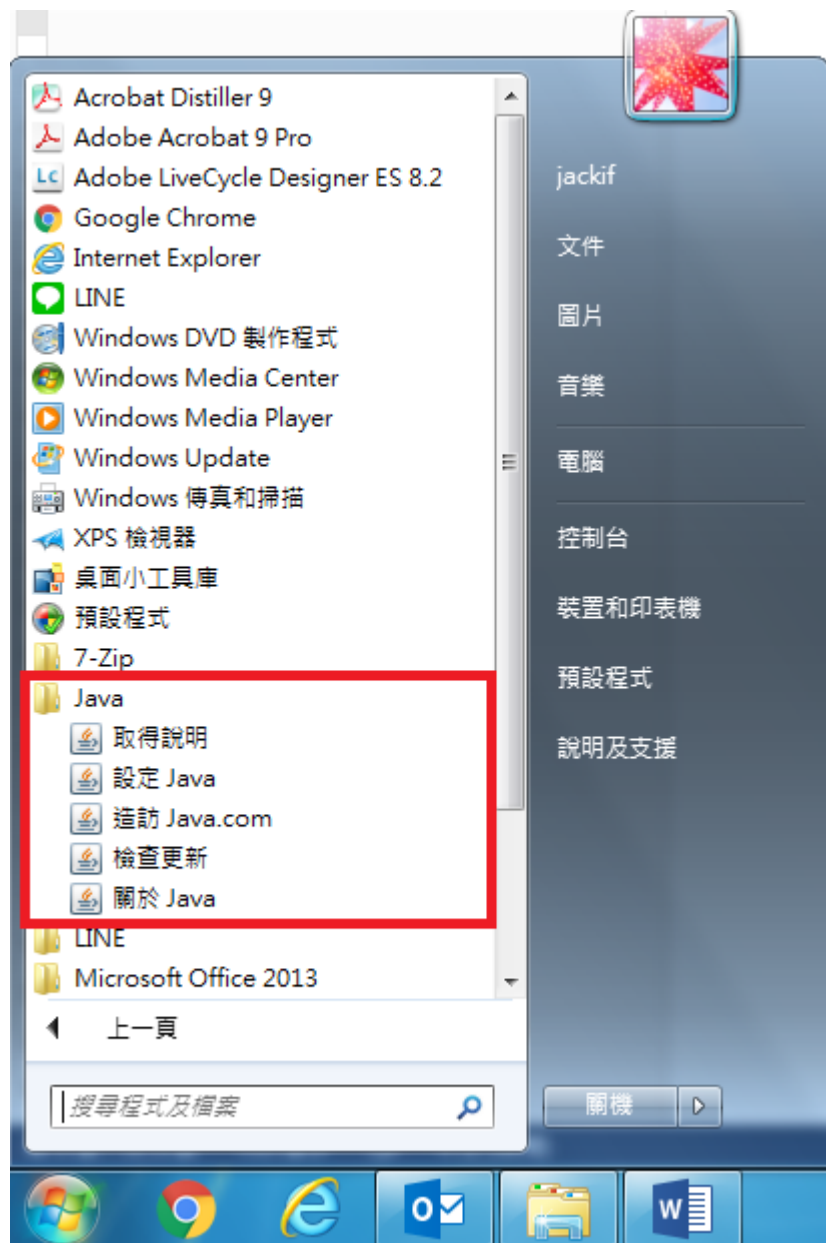 Acrobat Distiller 9
Adobe Acrobat 9 Pro
Lc Adobe LiveCycle Designer ES 8.2
Google Chrome
Internet Explorer
LINE
Windows DVD 製作程式
Windows Media Center
Windows Media Player
Windows Update
Windows 傳真和掃描
XPS 檢視器
桌面小工具庫
預設程式
7-Zip
Java
取得說明
設定 Java
造訪 Java.com
檢查更新
關於 Java
LINE
Microsoft Office 2013
上一頁
搜尋程式及檔案
jackif
文件
圖片
音樂
電腦
控制台
裝置和印表機
預設程式
說明及支援
關機